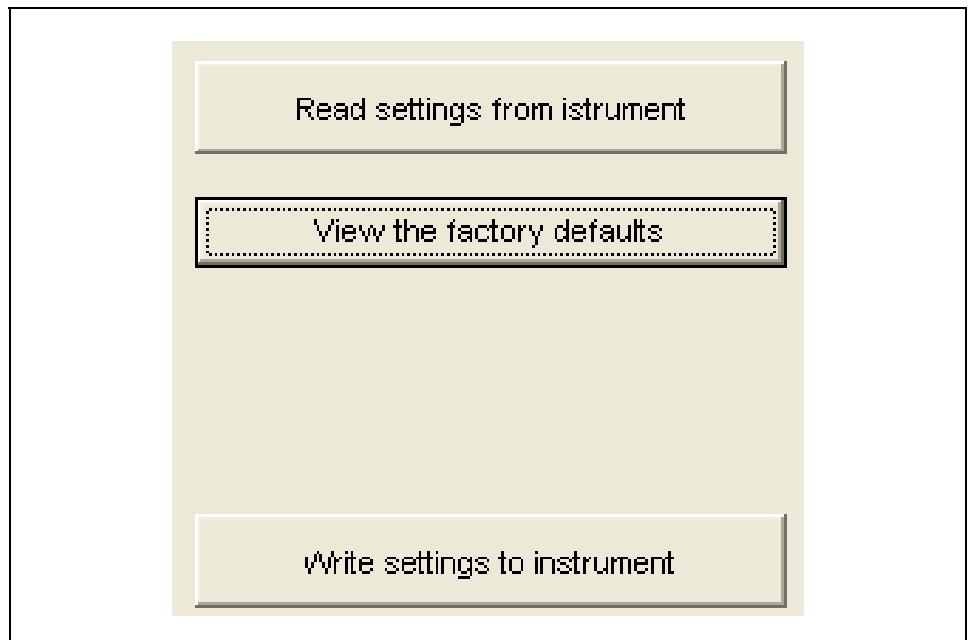 Read settings from istrument
View the factory defaults
Write settings to instrument